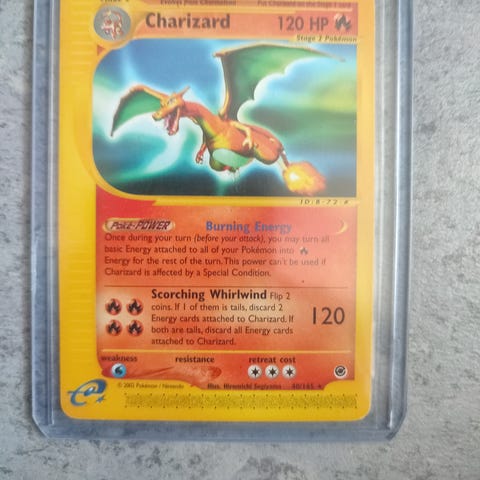 Evolves from Charmeleon Put Charizard on the Stage 1 card
Charizard 120 HP
Stage 2 Pokémon
Poké-POWER Burning Energy
Once during your turn (before your attack), you may turn all
basic Energy attached to all of your Pokémon into
Energy for the rest of the turn. This power can't be used if
Charizard is affected by a Special Condition.
Scorching Whirlwind Flip 2
coins. If 1 of them is tails, discard 2
Energy cards attached to Charizard. If
both are tails, discard all Energy cards
attached to Charizard.
120
weakness resistance retreat cost
© 2002 Pokémon / Nintendo Illus. Hironobu Sugiyama 40/165 ★
e